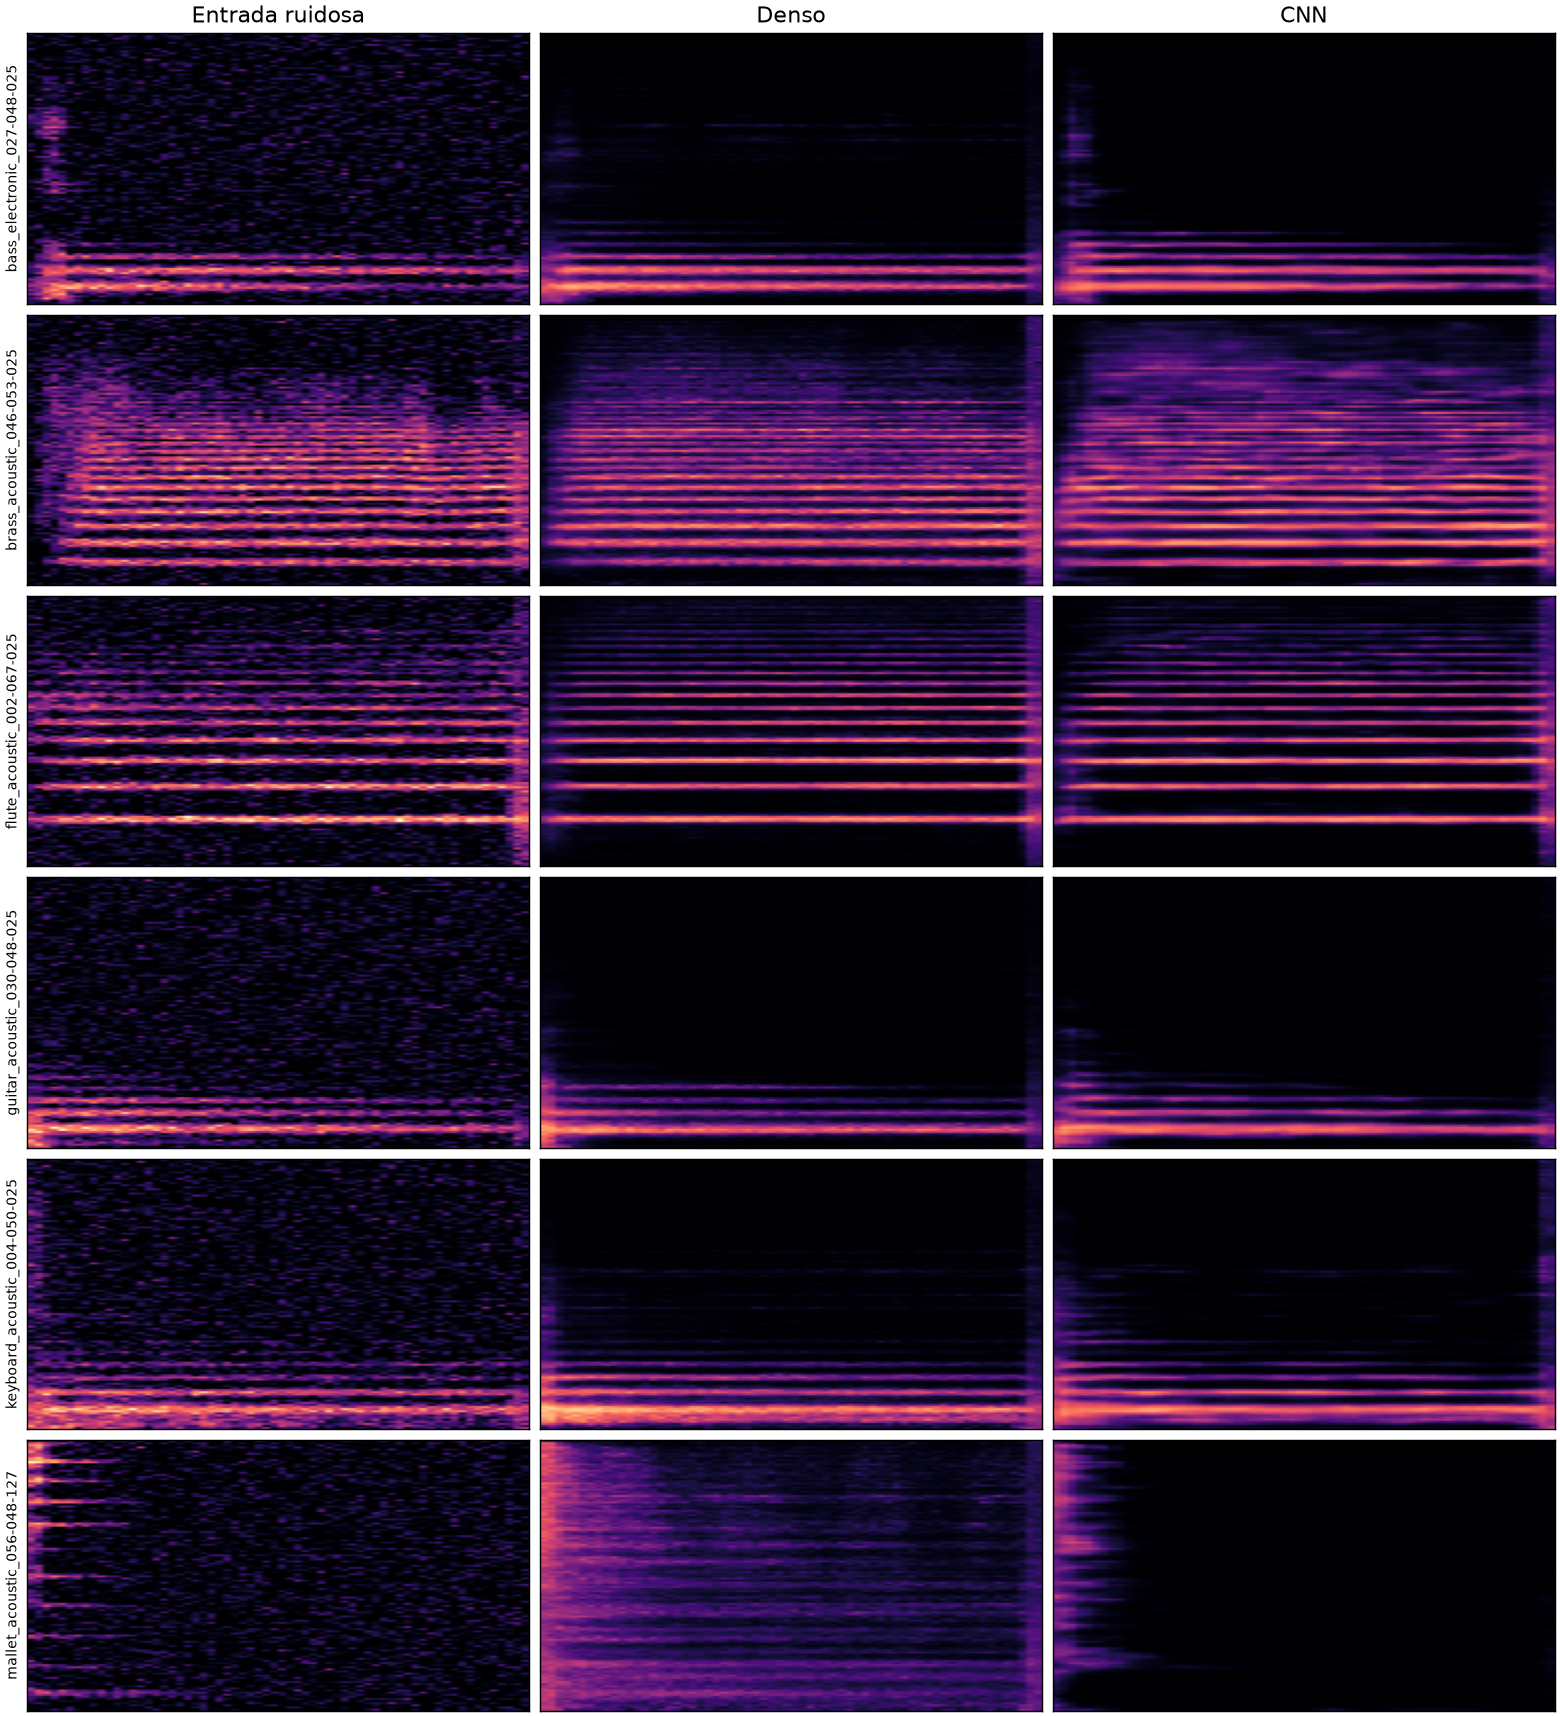 Entrada ruidosa
Denso
CNN
bass_electronic_027-048-025
brass_acoustic_046-053-025
flute_acoustic_002-067-025
guitar_acoustic_030-048-025
keyboard_acoustic_004-050-025
mallet_acoustic_056-048-127